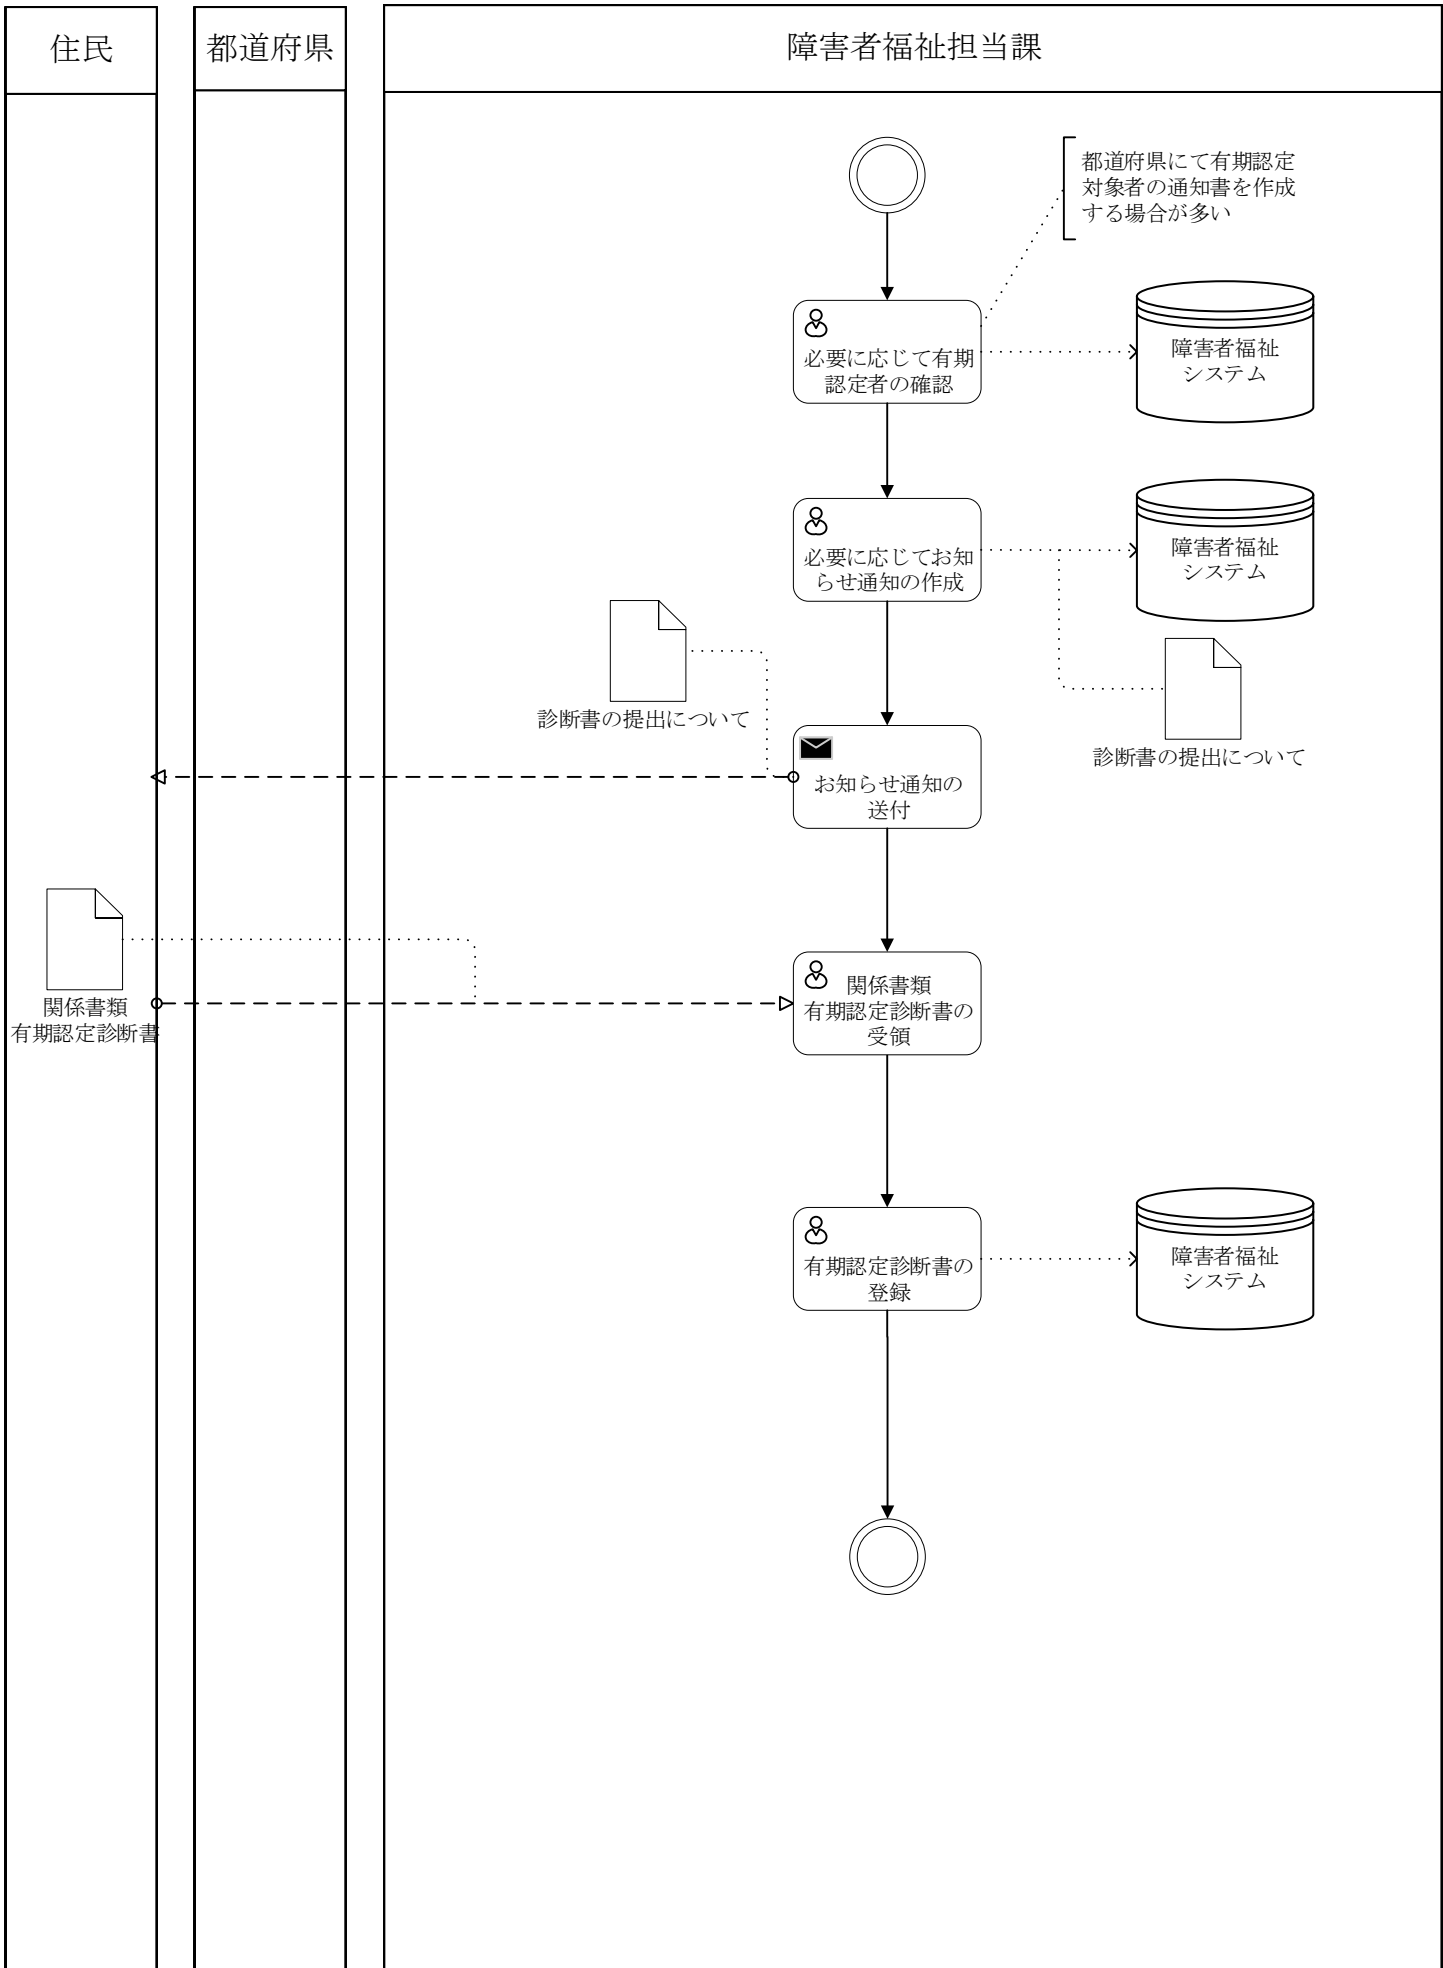 住民
都道府県
障害者福祉担当課
都道府県にて有期認定
対象者の通知書を作成
する場合が多い
必要に応じて有期
認定者の確認
障害者福祉
システム
必要に応じてお知
らせ通知の作成
障害者福祉
システム
診断書の提出について
診断書の提出について
お知らせ通知の
送付
関係書類
有期認定診断書
関係書類
有期認定診断書の
受領
有期認定診断書の
登録
障害者福祉
システム